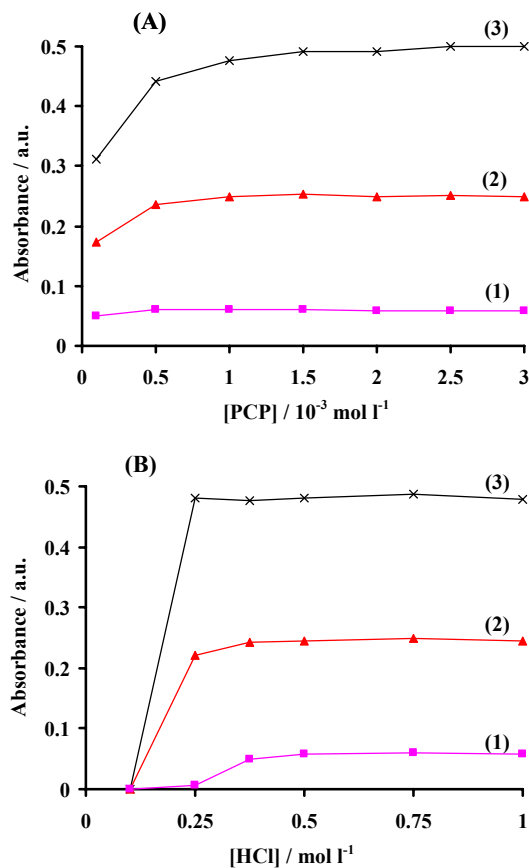 (A)
(3)
0.5
0.4
0.3
(2)
0.2
0.1
(1)
0
Absorbance / a.u.
0 0.5 1 1.5 2 2.5 3
[PCP] / 10⁻³ mol l⁻¹
(B)
(3)
0.5
0.4
0.3
(2)
0.2
0.1
(1)
0
Absorbance / a.u.
0 0.25 0.5 0.75 1
[HCl] / mol l⁻¹